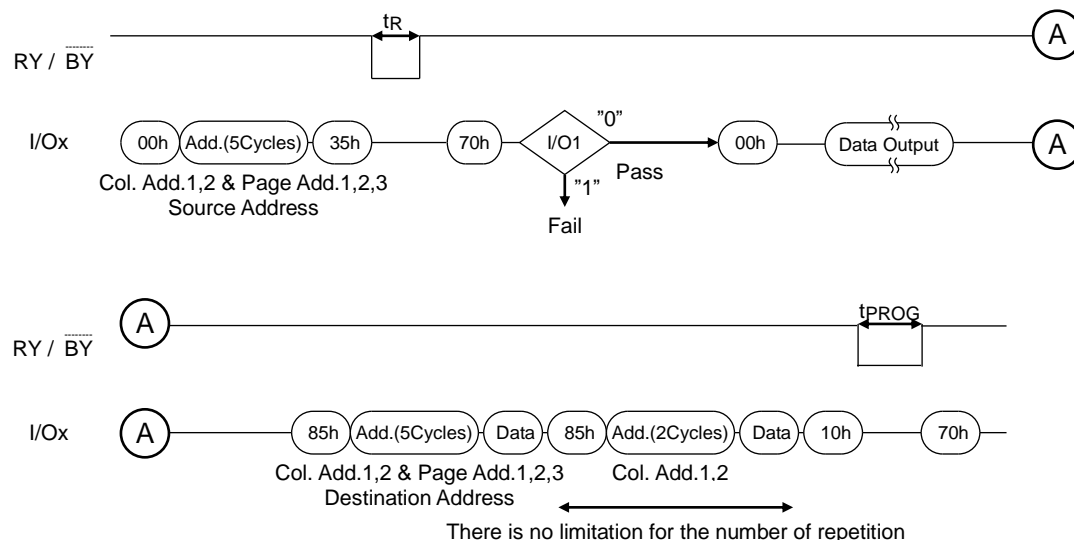 tR
RY / BY
A
I/Ox
00h Add.(5Cycles) 35h 70h I/O1 "0" 00h Data Output A
Pass
Col. Add.1,2 & Page Add.1,2,3
Source Address
"1"
Fail
A
tPROG
RY / BY
I/Ox
A 85h Add.(5Cycles) Data 85h Add.(2Cycles) Data 10h 70h
Col. Add.1,2 & Page Add.1,2,3 Col. Add.1,2
Destination Address
There is no limitation for the number of repetition